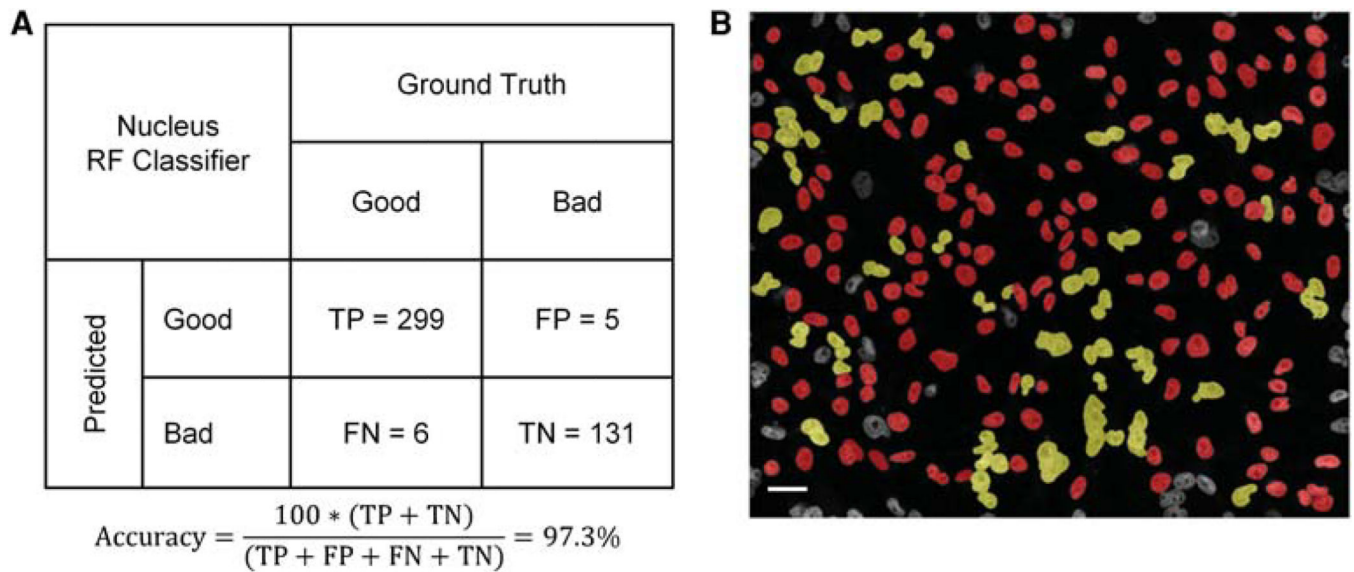 A
Nucleus
RF Classifier
Ground Truth
Good
Bad
Predicted
Good
TP = 299
FP = 5
Bad
FN = 6
TN = 131
Accuracy = 100 * (TP + TN) / (TP + FP + FN + TN) = 97.3%
B